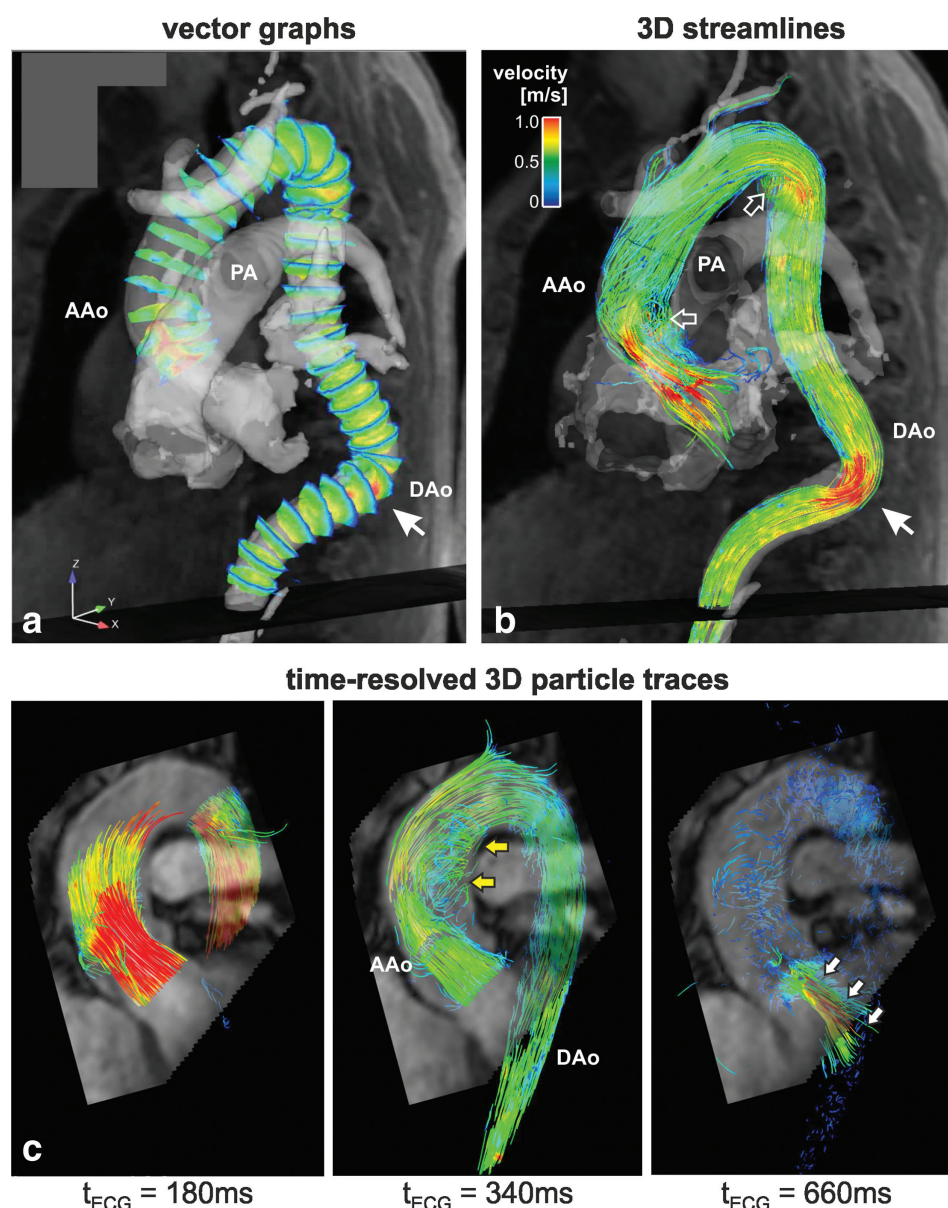 vector graphs
3D streamlines
velocity
[m/s]
1.0
0.5
0
PA
AAo
DAo
Z
Y
X
a
PA
AAo
DAo
b
time-resolved 3D particle traces
AAo
DAo
c
tECG = 180ms
tECG = 340ms
tECG = 660ms